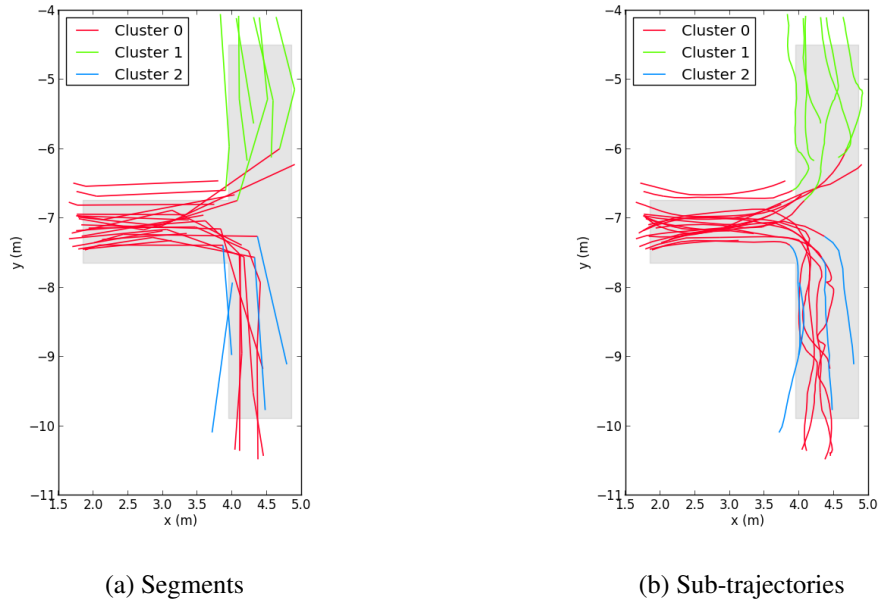 −4
Cluster 0
Cluster 1
Cluster 2
−5
−6
−7
−8
−9
−10
−11
y (m)
1.5 2.0 2.5 3.0 3.5 4.0 4.5 5.0
x (m)
(a) Segments
−4
Cluster 0
Cluster 1
Cluster 2
−5
−6
−7
−8
−9
−10
−11
y (m)
1.5 2.0 2.5 3.0 3.5 4.0 4.5 5.0
x (m)
(b) Sub-trajectories